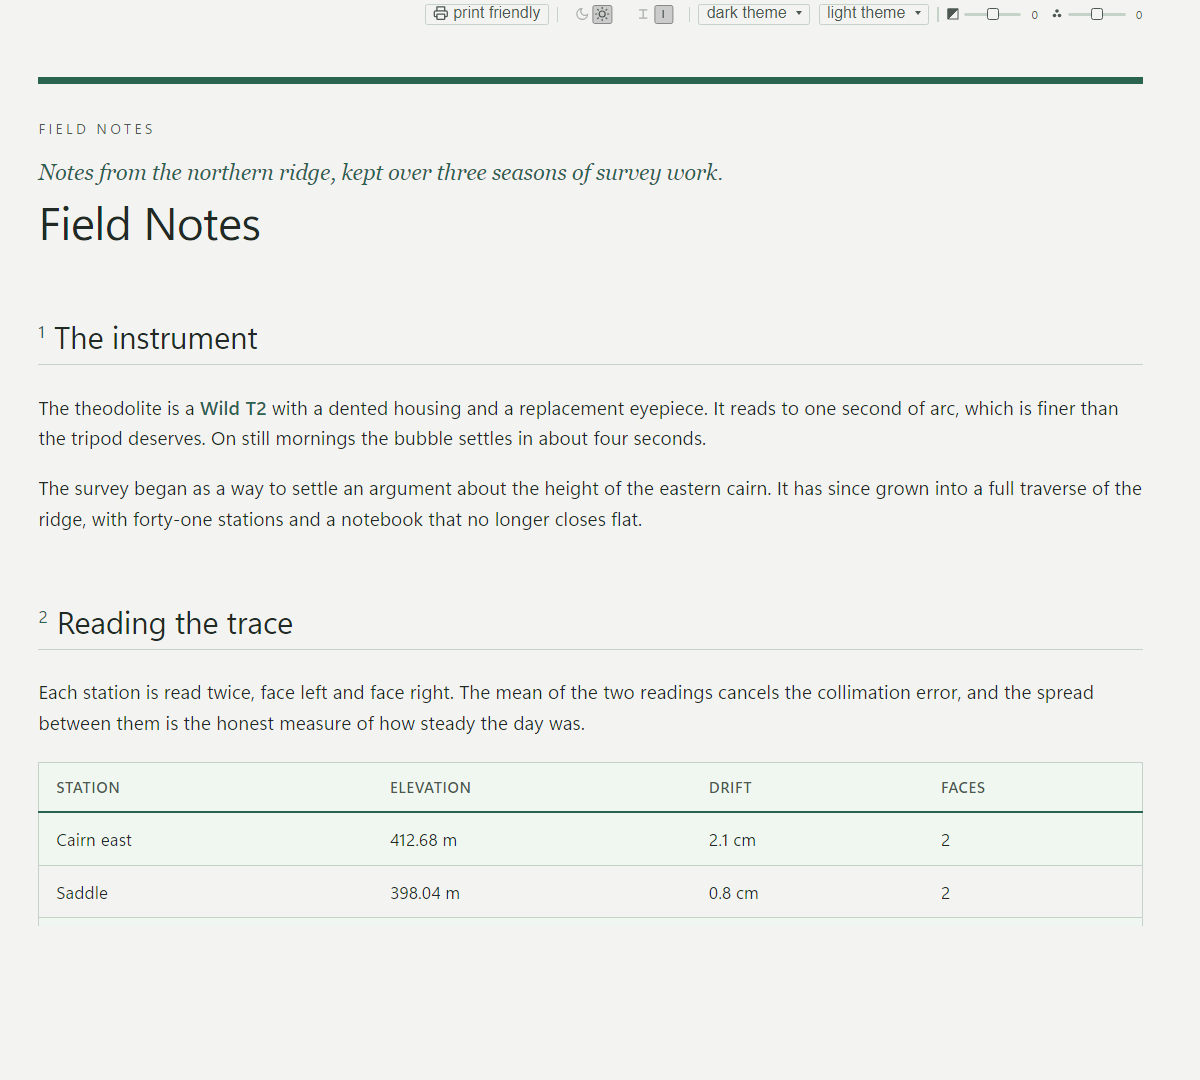 print friendly dark theme light theme 0 0
FIELD NOTES
Notes from the northern ridge, kept over three seasons of survey work.
Field Notes
1 The instrument
The theodolite is a Wild T2 with a dented housing and a replacement eyepiece. It reads to one second of arc, which is finer than
the tripod deserves. On still mornings the bubble settles in about four seconds.
The survey began as a way to settle an argument about the height of the eastern cairn. It has since grown into a full traverse of the
ridge, with forty-one stations and a notebook that no longer closes flat.
2 Reading the trace
Each station is read twice, face left and face right. The mean of the two readings cancels the collimation error, and the spread
between them is the honest measure of how steady the day was.
STATION ELEVATION DRIFT FACES
Cairn east 412.68 m 2.1 cm 2
Saddle 398.04 m 0.8 cm 2